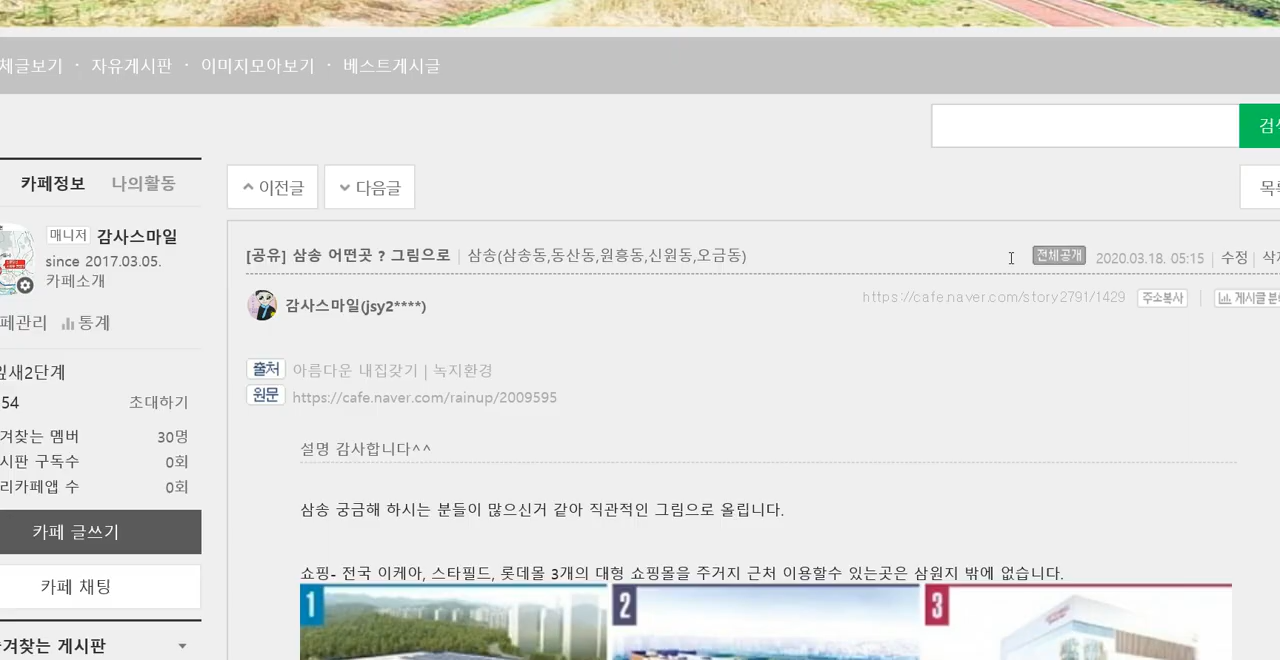 체글보기 · 자유게시판 · 이미지모아보기 · 베스트게시글
카페정보 나의활동
매니저 감사스마일
since 2017.03.05.
카페소개
페관리 통계
잎새2단계
54 초대하기
겨찾는 멤버 30명
시판 구독수 0회
리카페앱 수 0회
카페 글쓰기
카페 채팅
겨찾는 게시판
이전글 다음글
[공유] 삼송 어떤곳 ? 그림으로 | 삼송(삼송동,동산동,원흥동,신원동,오금동)
전체공개 2020.03.18. 05:15 | 수정 |
감사스마일(jsy2****)
https://cafe.naver.com/story2791/1429 주소복사 | 게시글
출처 아름다운 내집갖기 | 녹지환경
원문 https://cafe.naver.com/rainup/2009595
설명 감사합니다^^
삼송 궁금해 하시는 분들이 많으신거 같아 직관적인 그림으로 올립니다.
쇼핑- 전국 이케아, 스타필드, 롯데몰 3개의 대형 쇼핑몰을 주거지 근처 이용할수 있는곳은 삼원지 밖에 없습니다.
1 2 3